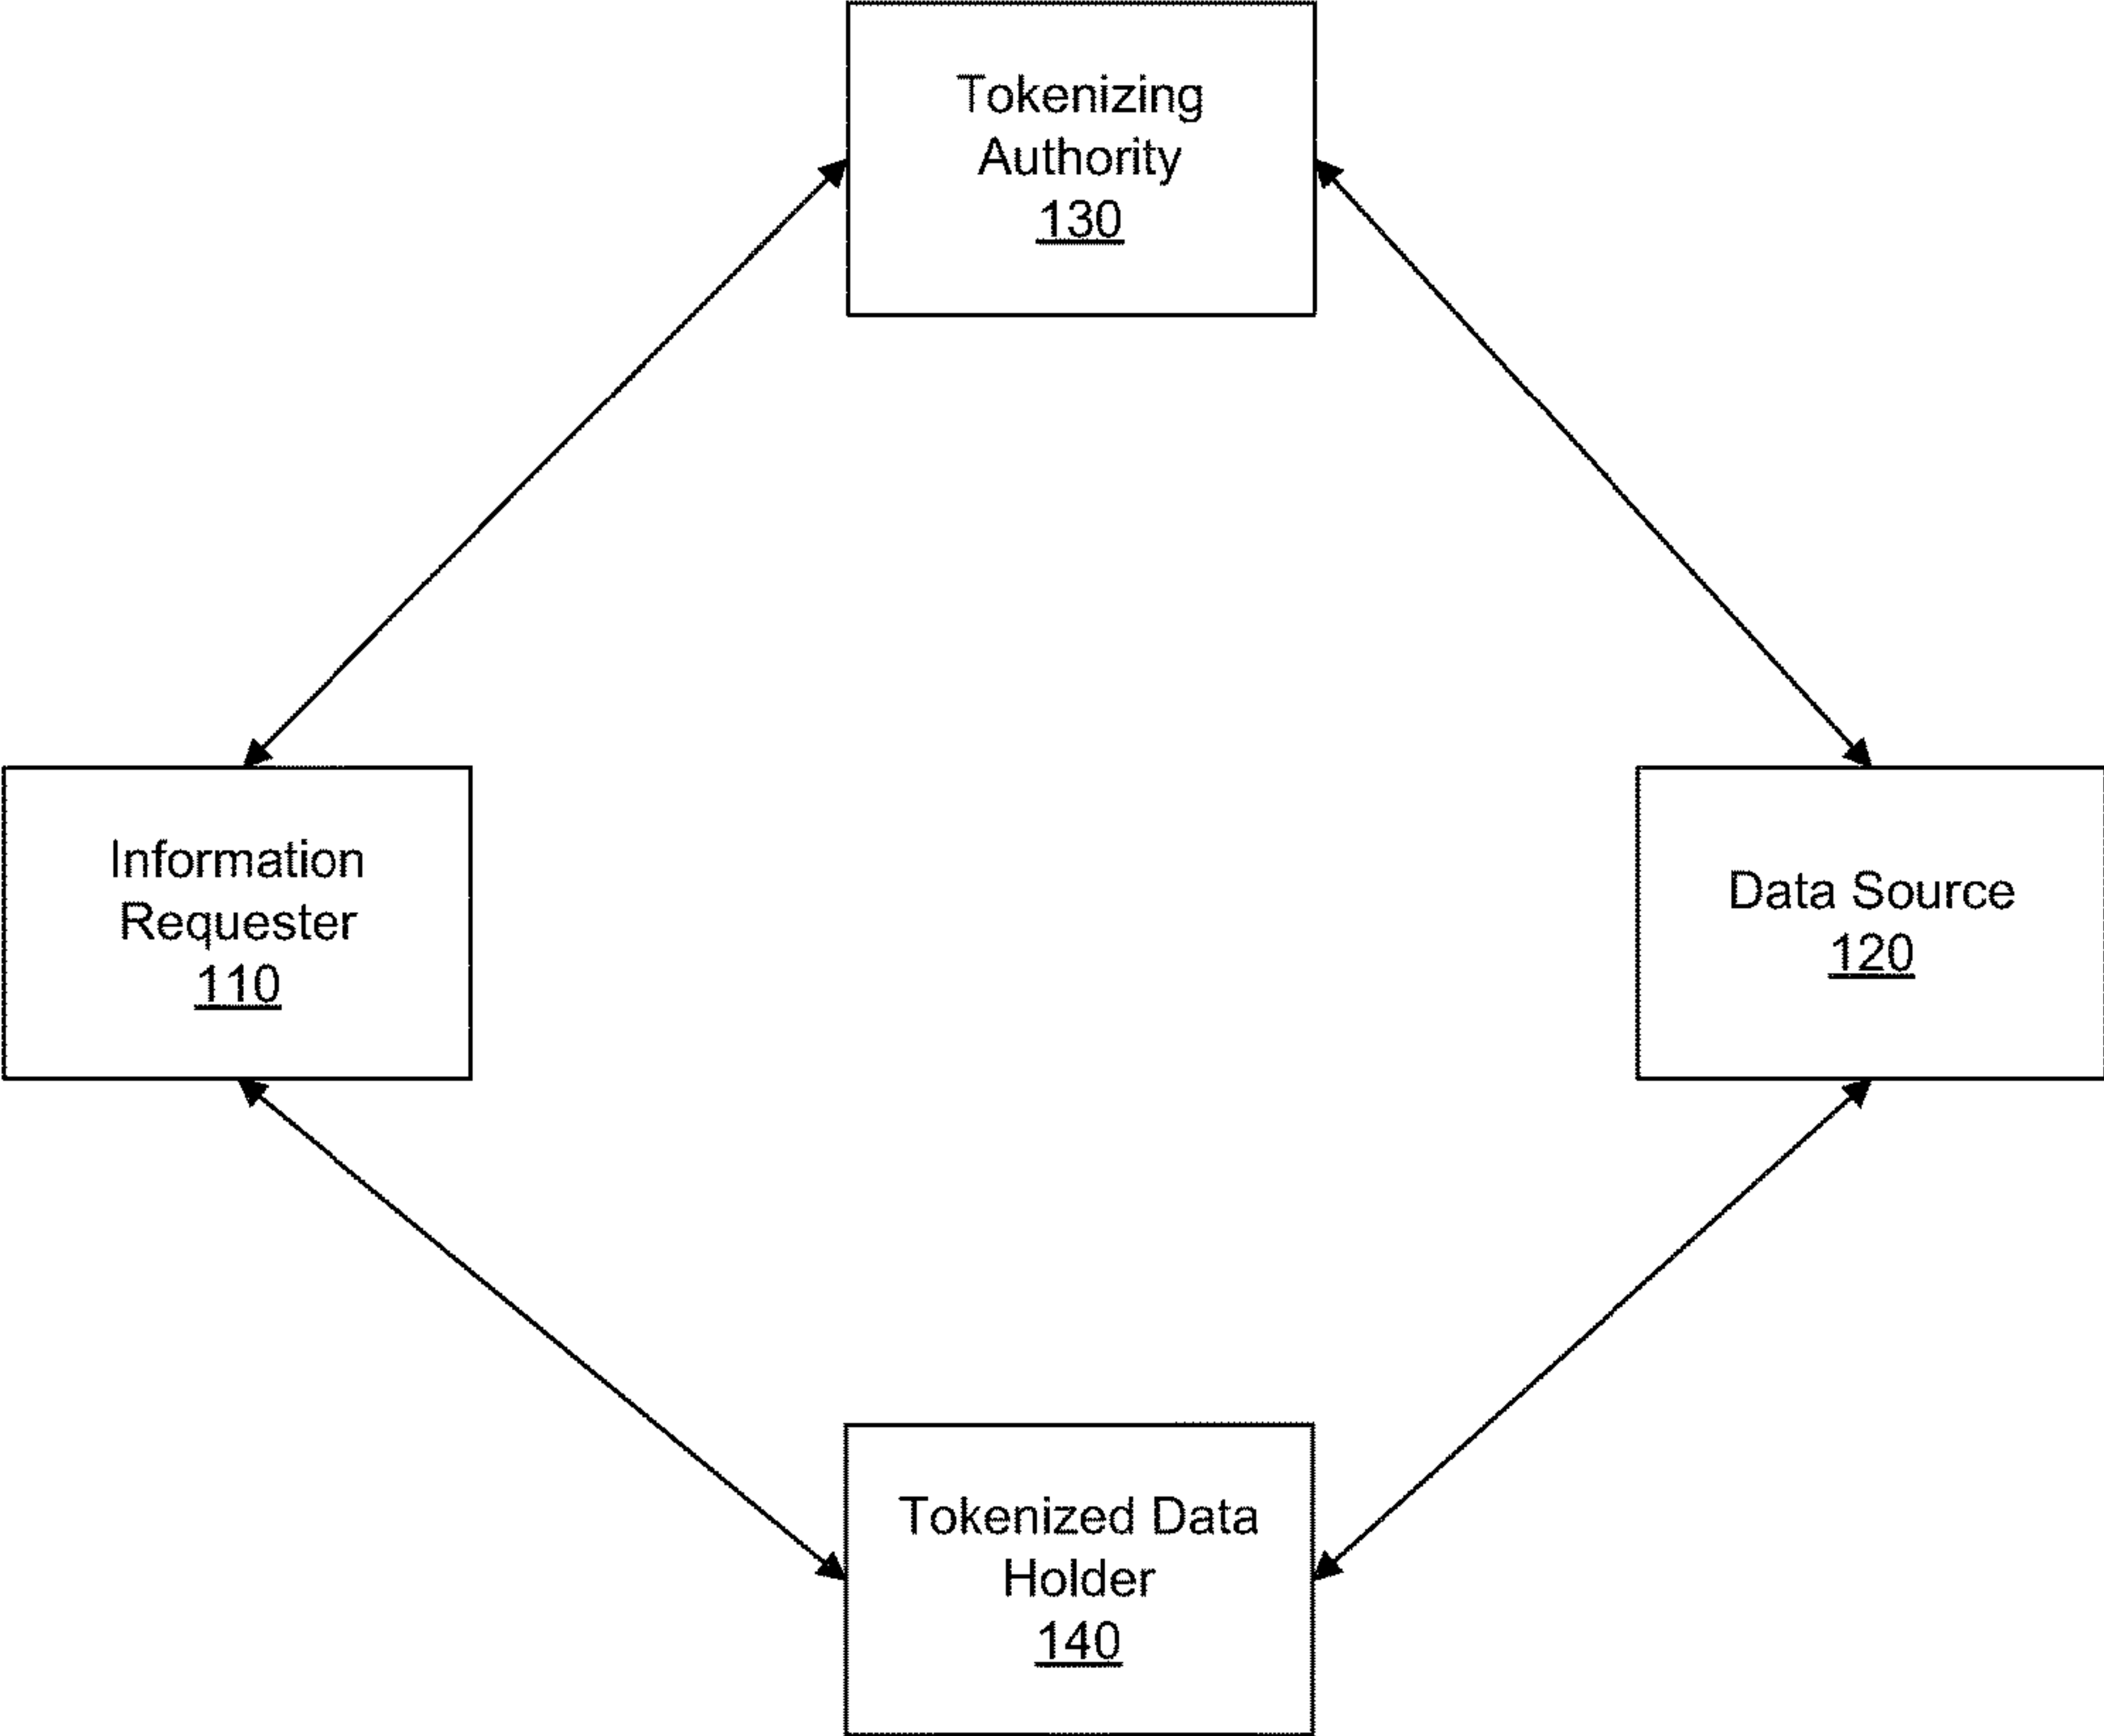 Tokenizing
Authority
130
Information
Requester
110
Data Source
120
Tokenized Data
Holder
140